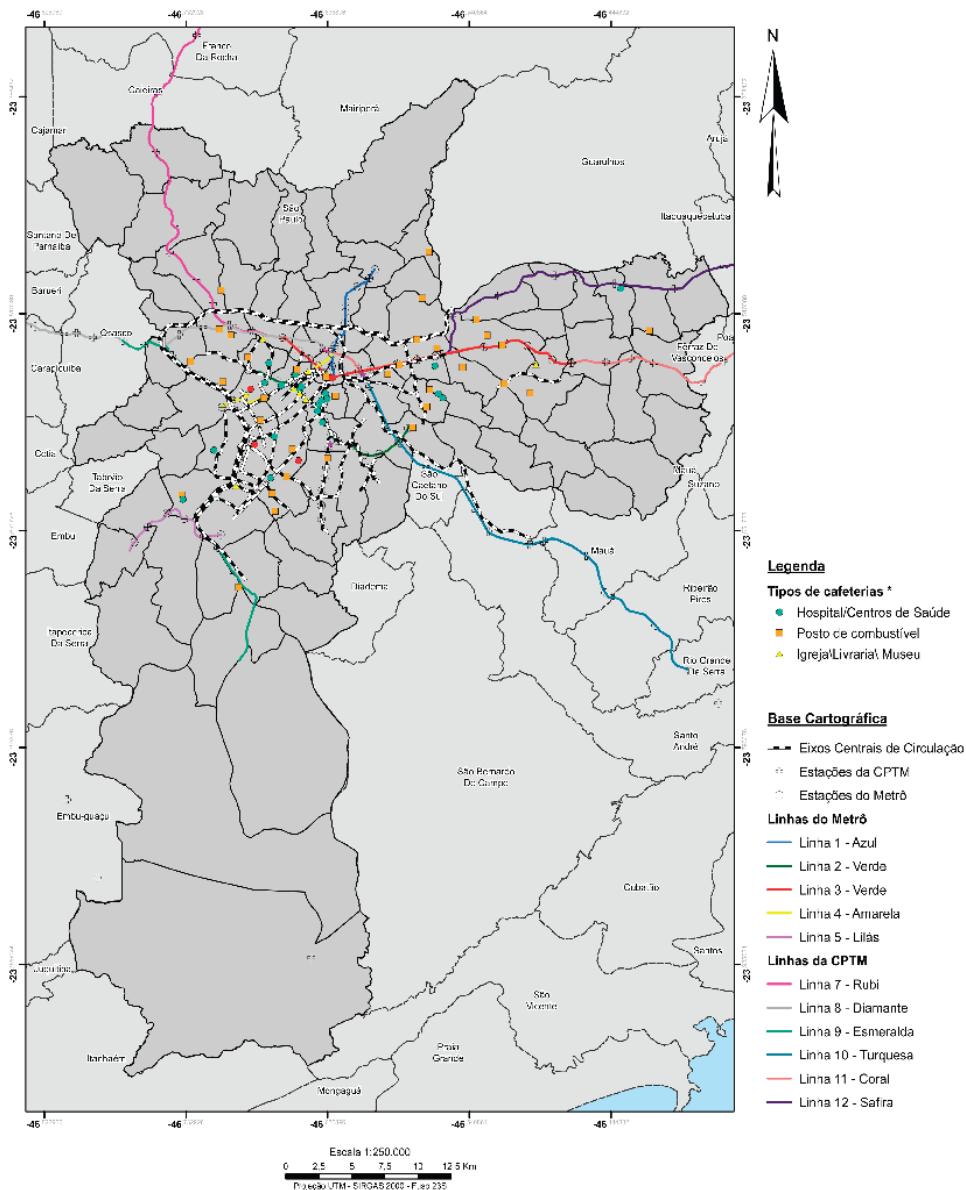 N
Franco
Da Rocha
Caieiras
Cajamar
Mairiporã
Arujá
Guarulhos
São
Paulo
Itaquaquecetuba
Santana De
Parnaíba
Barueri
Osasco
Ferraz De
Vasconcelos
Carapicuíba
Cotia
Taboão
Da Serra
São
Caetano
Do Sul
Mauá
Suzano
Embu
Mauá
Diadema
Ribeirão
Pires
Itapecerica
Da Serra
Rio Grande
De Serra
Santo
André
São Bernardo
Do Campo
Embu-guaçu
Cubatão
Santos
Juquitiba
São
Vicente
Praia
Grande
Itanhaém
Mongaguá
Legenda
Tipos de cafeterias *
Hospital/Centros de Saúde
Posto de combustível
Igreja\Livraria\ Museu
Base Cartográfica
Eixos Centrais de Circulação
Estações da CPTM
Estações do Metrô
Linhas do Metrô
Linha 1 - Azul
Linha 2 - Verde
Linha 3 - Verde
Linha 4 - Amarela
Linha 5 - Lilás
Linhas da CPTM
Linha 7 - Rubi
Linha 8 - Diamante
Linha 9 - Esmeralda
Linha 10 - Turquesa
Linha 11 - Coral
Linha 12 - Safira
Escala 1:250.000
0 2,5 5 7,5 10 12,5 Km
Projeção UTM - SIRGAS 2000 - Fuso 23S